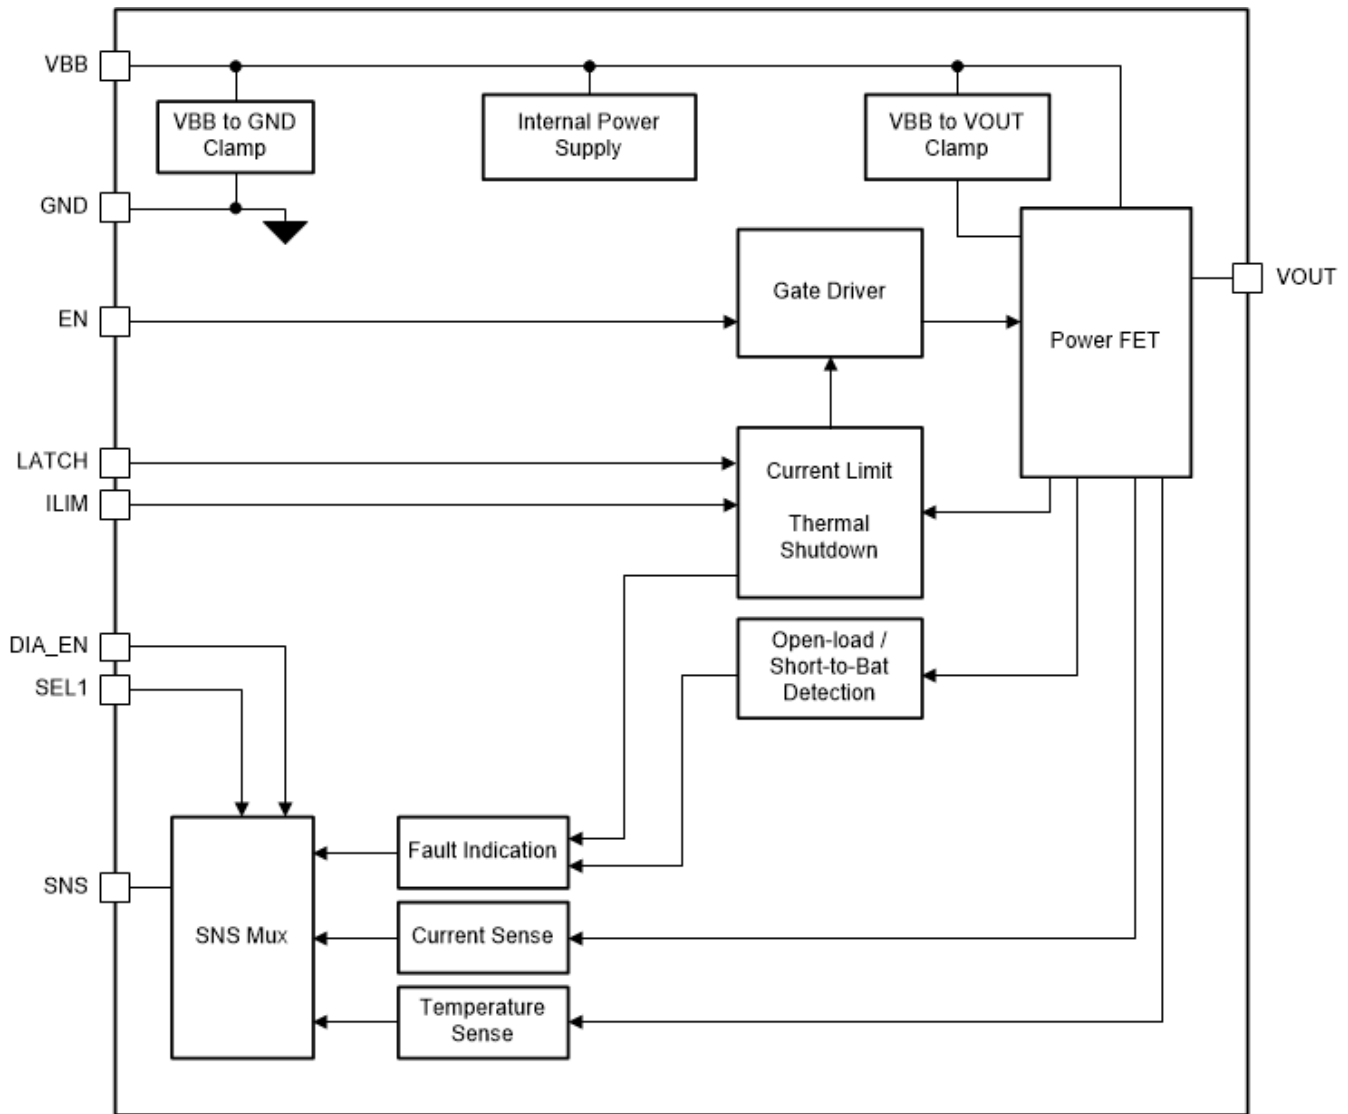 VBB
VBB to GND
Clamp
Internal Power
Supply
VBB to VOUT
Clamp
GND
Gate Driver
VOUT
EN
Power FET
LATCH
ILIM
Current Limit
Thermal
Shutdown
DIA_EN
SEL1
Open-load /
Short-to-Bat
Detection
Fault Indication
SNS
SNS Mux
Current Sense
Temperature
Sense